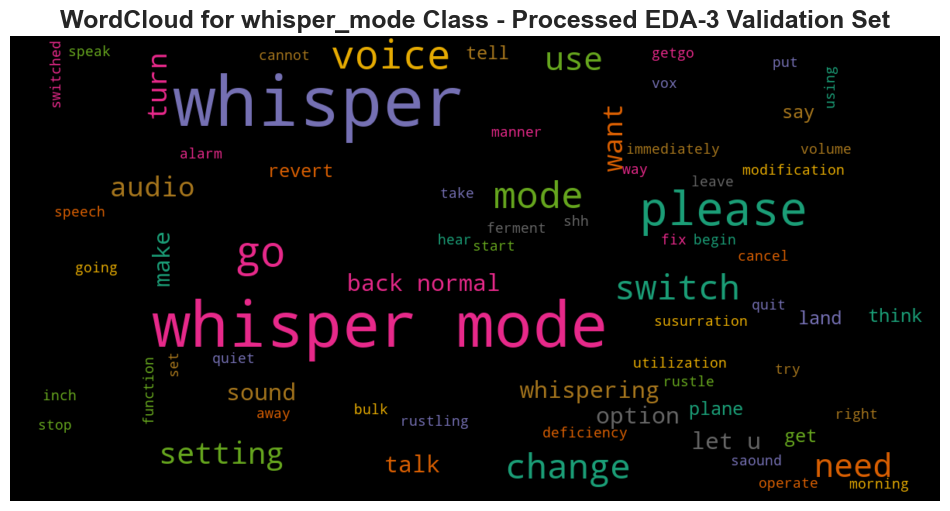 WordCloud for whisper_mode Class - Processed EDA-3 Validation Set
switched
speak
turn
cannot
voice
tell
use
getgo
put
vox
using
whisper
say
manner
want
immediately
volume
alarm
revert
way
modification
audio
take
mode
leave
please
speech
ferment
shh
hear
start
fix
begin
make
go
cancel
going
back normal
switch
quit
whisper mode
susurration
land
think
function
set
quiet
utilization
try
rustle
inch
sound
whispering
away
bulk
option
plane
right
stop
rustling
deficiency
let u
get
setting
talk
change
saound
need
operate
morning